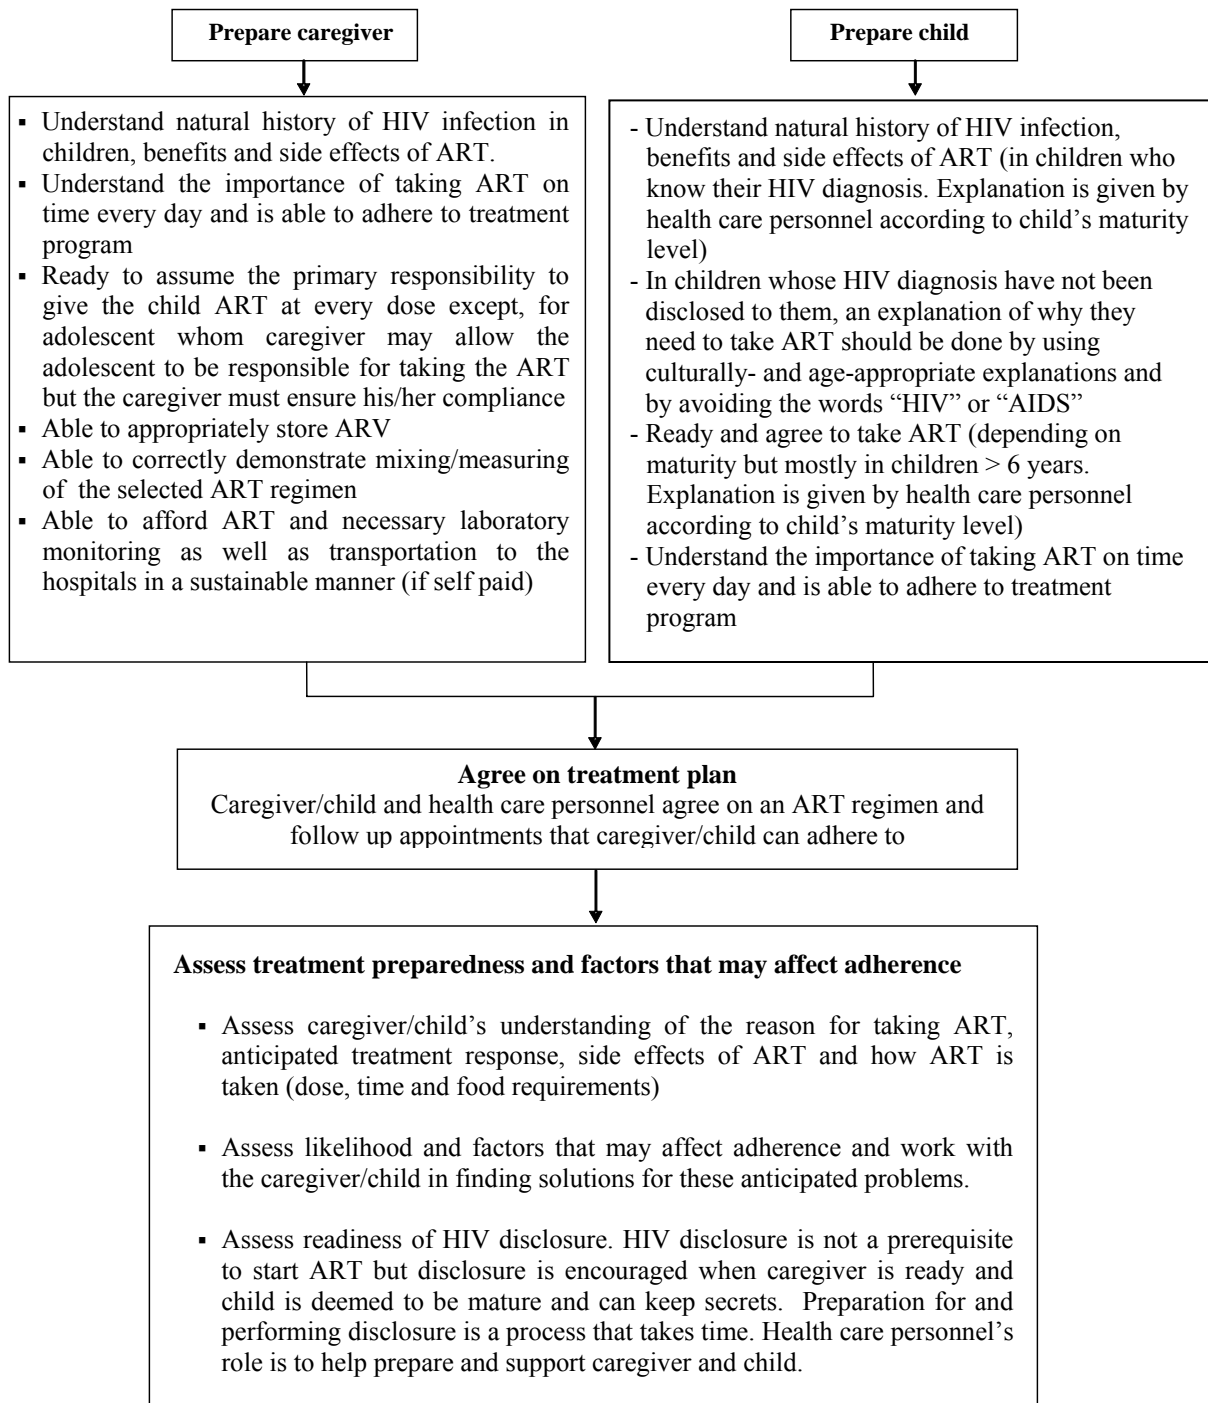 Prepare caregiver
▪ Understand natural history of HIV infection in
children, benefits and side effects of ART.
▪ Understand the importance of taking ART on
time every day and is able to adhere to treatment
program
▪ Ready to assume the primary responsibility to
give the child ART at every dose except, for
adolescent whom caregiver may allow the
adolescent to be responsible for taking the ART
but the caregiver must ensure his/her compliance
▪ Able to appropriately store ARV
▪ Able to correctly demonstrate mixing/measuring
of the selected ART regimen
▪ Able to afford ART and necessary laboratory
monitoring as well as transportation to the
hospitals in a sustainable manner (if self paid)
Prepare child
- Understand natural history of HIV infection,
benefits and side effects of ART (in children who
know their HIV diagnosis. Explanation is given by
health care personnel according to child’s maturity
level)
- In children whose HIV diagnosis have not been
disclosed to them, an explanation of why they
need to take ART should be done by using
culturally- and age-appropriate explanations and
by avoiding the words “HIV” or “AIDS”
- Ready and agree to take ART (depending on
maturity but mostly in children > 6 years.
Explanation is given by health care personnel
according to child’s maturity level)
- Understand the importance of taking ART on time
every day and is able to adhere to treatment
program
Agree on treatment plan
Caregiver/child and health care personnel agree on an ART regimen and
follow up appointments that caregiver/child can adhere to
Assess treatment preparedness and factors that may affect adherence
▪ Assess caregiver/child’s understanding of the reason for taking ART,
anticipated treatment response, side effects of ART and how ART is
taken (dose, time and food requirements)
▪ Assess likelihood and factors that may affect adherence and work with
the caregiver/child in finding solutions for these anticipated problems.
▪ Assess readiness of HIV disclosure. HIV disclosure is not a prerequisite
to start ART but disclosure is encouraged when caregiver is ready and
child is deemed to be mature and can keep secrets. Preparation for and
performing disclosure is a process that takes time. Health care personnel’s
role is to help prepare and support caregiver and child.